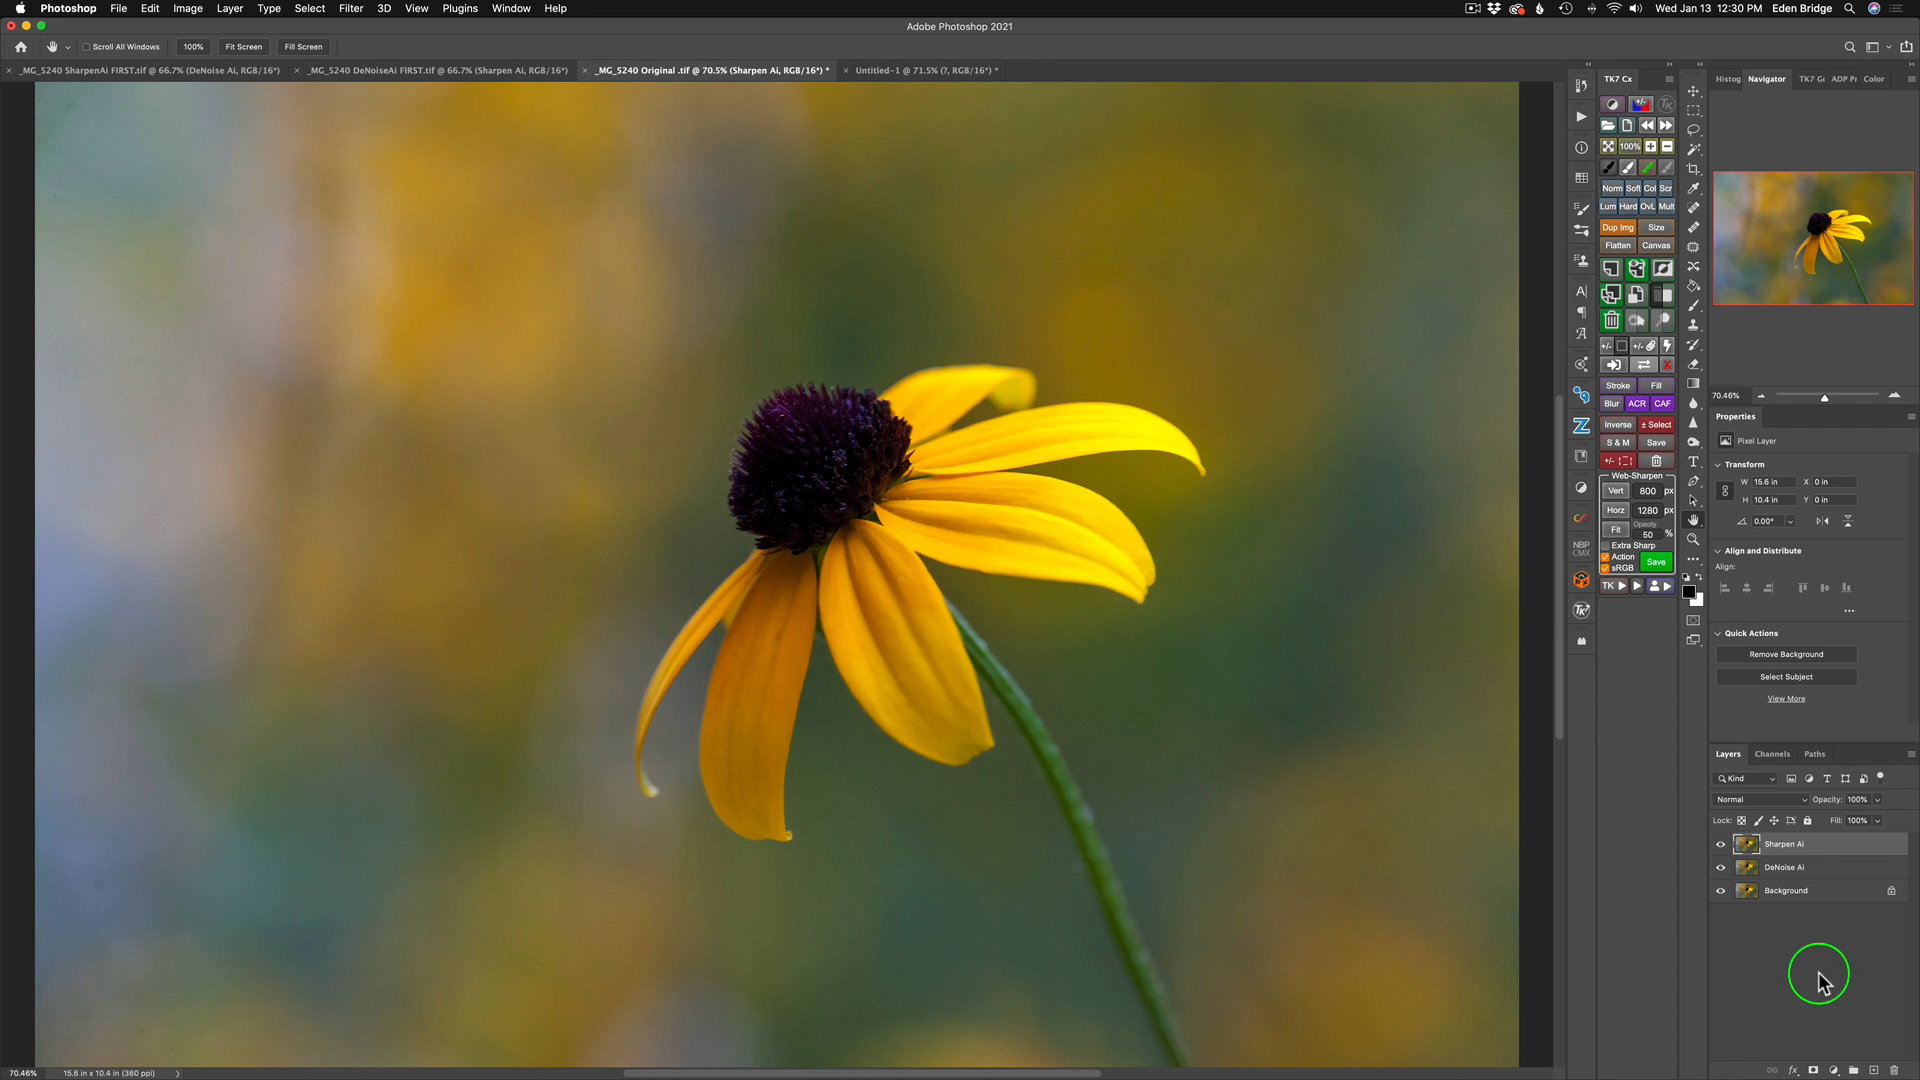 Photoshop File Edit Image Layer Type Select Filter 3D View Plugins Window Help Wed Jan 13 12:30 PM Eden Bridge
Adobe Photoshop 2021
Scroll All Windows 100% Fit Screen Fill Screen
_MG_5240 SharpenAi FIRST.tif @ 66.7% (DeNoise Ai, RGB/16*) _MG_5240 DeNoiseAi FIRST.tif @ 66.7% (Sharpen Ai, RGB/16*) _MG_5240 Original .tif @ 70.5% (Sharpen Ai, RGB/16*) * Untitled-1 @ 71.5% (?, RGB/16*) *
TK7 Cx
100%
Norm Soft Col Scr
Lum Hard OvL Mult
Dup Img Size
Flatten Canvas
+/- +/-
Stroke Fill
Blur ACR CAF
Inverse ± Select
S & M Save
+/-
Web-Sharpen
Vert 800 px
Horz 1280 px
Opacity
Fit 50 %
Extra Sharp
Action
sRGB
Save
TK
NBP
CMX
Histog Navigator TK7 Gc ADP Pr Color
70.46%
Properties
Pixel Layer
Transform
W 15.6 in X 0 in
H 10.4 in Y 0 in
0.00°
Align and Distribute
Align:
Quick Actions
Remove Background
Select Subject
View More
Layers Channels Paths
Kind
Normal Opacity: 100%
Lock: Fill: 100%
Sharpen Ai
DeNoise Ai
Background
70.46% 15.6 in x 10.4 in (360 ppi)